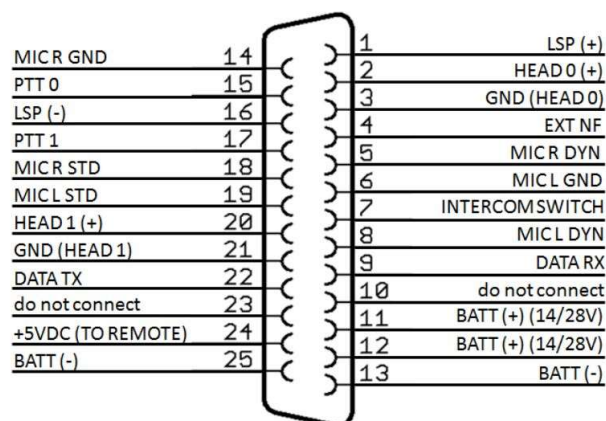 MIC R GND 14
PTT 0 15
LSP (-) 16
PTT 1 17
MIC R STD 18
MIC L STD 19
HEAD 1 (+) 20
GND (HEAD 1) 21
DATA TX 22
do not connect 23
+5VDC (TO REMOTE) 24
BATT (-) 25
1 LSP (+)
2 HEAD 0 (+)
3 GND (HEAD 0)
4 EXT NF
5 MIC R DYN
6 MIC L GND
7 INTERCOM SWITCH
8 MIC L DYN
9 DATA RX
10 do not connect
11 BATT (+) (14/28V)
12 BATT (+) (14/28V)
13 BATT (-)